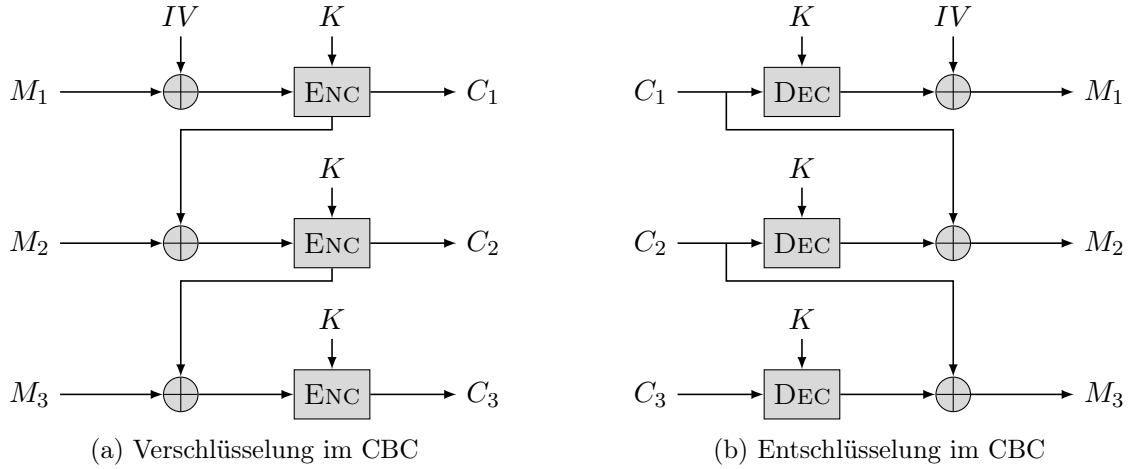 IV K K IV
M₁ ENC C₁ C₁ DEC M₁
K K
M₂ ENC C₂ C₂ DEC M₂
K K
M₃ ENC C₃ C₃ DEC M₃
(a) Verschlüsselung im CBC (b) Entschlüsselung im CBC